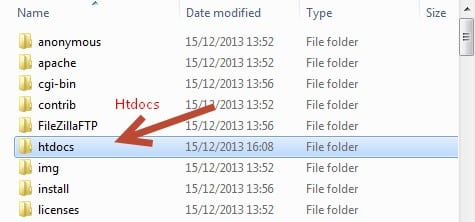 Name Date modified Type Size
anonymous 15/12/2013 13:52 File folder
apache 15/12/2013 13:52 File folder
cgi-bin 15/12/2013 13:56 File folder
contrib 15/12/2013 13:52 File folder
Htdocs
FileZillaFTP 15/12/2013 13:56 File folder
htdocs 15/12/2013 16:08 File folder
img 15/12/2013 13:52 File folder
install 15/12/2013 13:56 File folder
licenses 15/12/2013 13:52 File folder